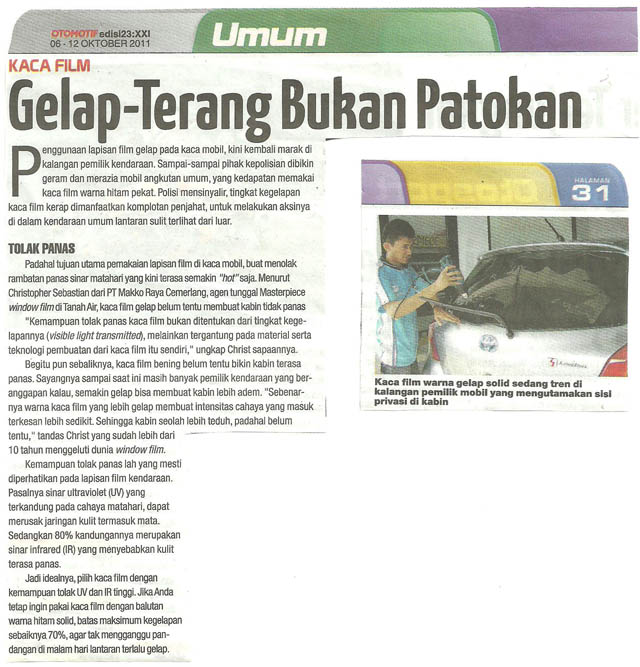 OTOMOTIF edisi23:XXI
06 - 12 OKTOBER 2011
Umum
KACA FILM
Gelap-Terang Bukan Patokan
Penggunaan lapisan film gelap pada kaca mobil, kini kembali marak di
kalangan pemilik kendaraan. Sampai-sampai pihak kepolisian dibikin
geram dan merazia mobil angkutan umum, yang kedapatan memakai
kaca film warna hitam pekat. Polisi mensinyalir, tingkat kegelapan
kaca film kerap dimanfaatkan komplotan penjahat, untuk melakukan aksinya
di dalam kendaraan umum lantaran sulit terlihat dari luar.
TOLAK PANAS
Padahal tujuan utama pemakaian lapisan film di kaca mobil, buat menolak
rambatan panas sinar matahari yang kini terasa semakin "hot" saja. Menurut
Christopher Sebastian dari PT Makko Raya Cemerlang, agen tunggal Masterpiece
window film di Tanah Air, kaca film gelap belum tentu membuat kabin tidak panas
"Kemampuan tolak panas kaca film bukan ditentukan dari tingkat kege-
lapannya (visible light transmitted), melainkan tergantung pada material serta
teknologi pembuatan dari kaca film itu sendiri," ungkap Christ sapaannya.
Begitu pun sebaliknya, kaca film bening belum tentu bikin kabin terasa
panas. Sayangnya sampai saat ini masih banyak pemilik kendaraan yang ber-
anggapan kalau, semakin gelap bisa membuat kabin lebih adem. "Sebenar-
nya warna kaca film yang lebih gelap membuat intensitas cahaya yang masuk
terkesan lebih sedikit. Sehingga kabin seolah lebih teduh, padahal belum
tentu," tandas Christ yang sudah lebih dari
10 tahun menggeluti dunia window film.
Kemampuan tolak panas lah yang mesti
diperhatikan pada lapisan film kendaraan.
Pasalnya sinar ultraviolet (UV) yang
terkandung pada cahaya matahari, dapat
merusak jaringan kulit termasuk mata.
Sedangkan 80% kandungannya merupakan
sinar infrared (IR) yang menyebabkan kulit
terasa panas.
Jadi idealnya, pilih kaca film dengan
kemampuan tolak UV dan IR tinggi. Jika Anda
tetap ingin pakai kaca film dengan balutan
warna hitam solid, batas maksimum kegelapan
sebaiknya 70%, agar tak mengganggu pan-
dangan di malam hari lantaran terlalu gelap.
HALAMAN
31
Kaca film warna gelap solid sedang tren di
kalangan pemilik mobil yang mengutamakan sisi
privasi di kabin